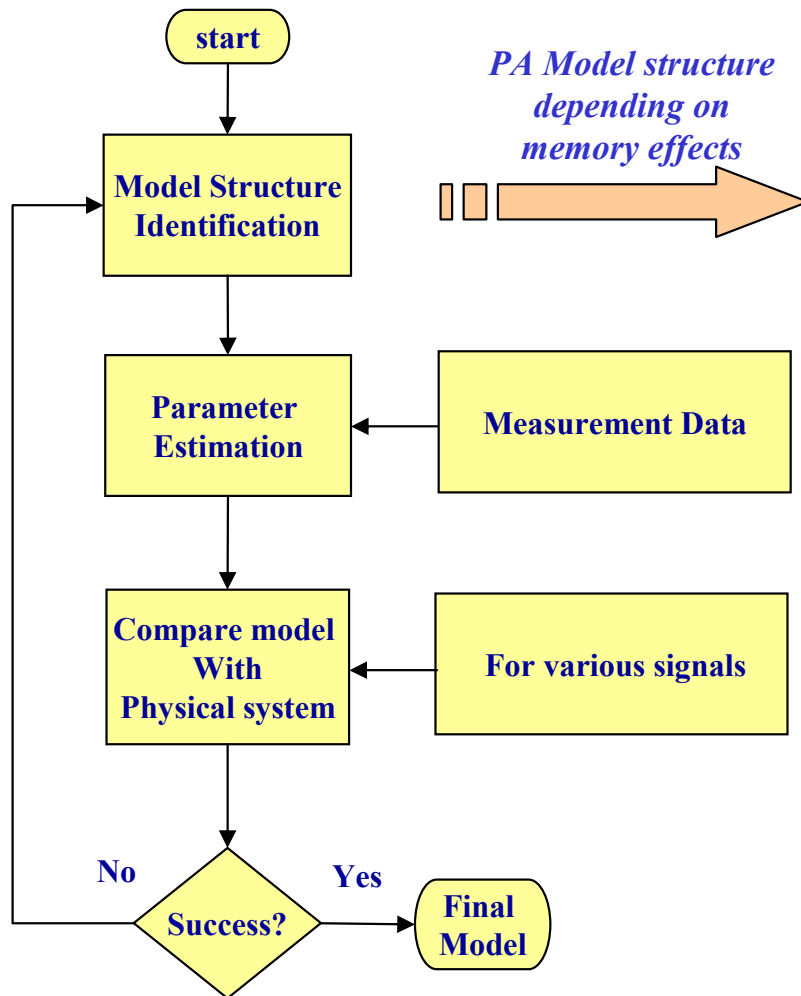 start
PA Model structure
depending on
memory effects
Model Structure
Identification
Parameter
Estimation
Measurement Data
Compare model
With
Physical system
For various signals
No
Yes
Success?
Final
Model